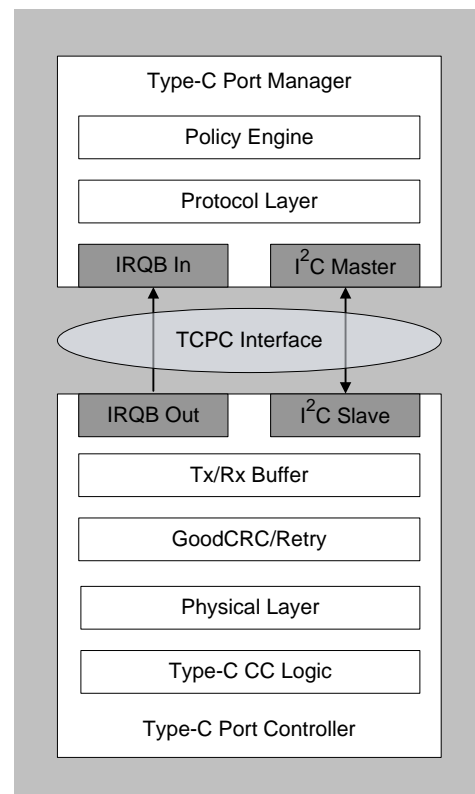 Type-C Port Manager
Policy Engine
Protocol Layer
IRQB In
I²C Master
TCPC Interface
IRQB Out
I²C Slave
Tx/Rx Buffer
GoodCRC/Retry
Physical Layer
Type-C CC Logic
Type-C Port Controller